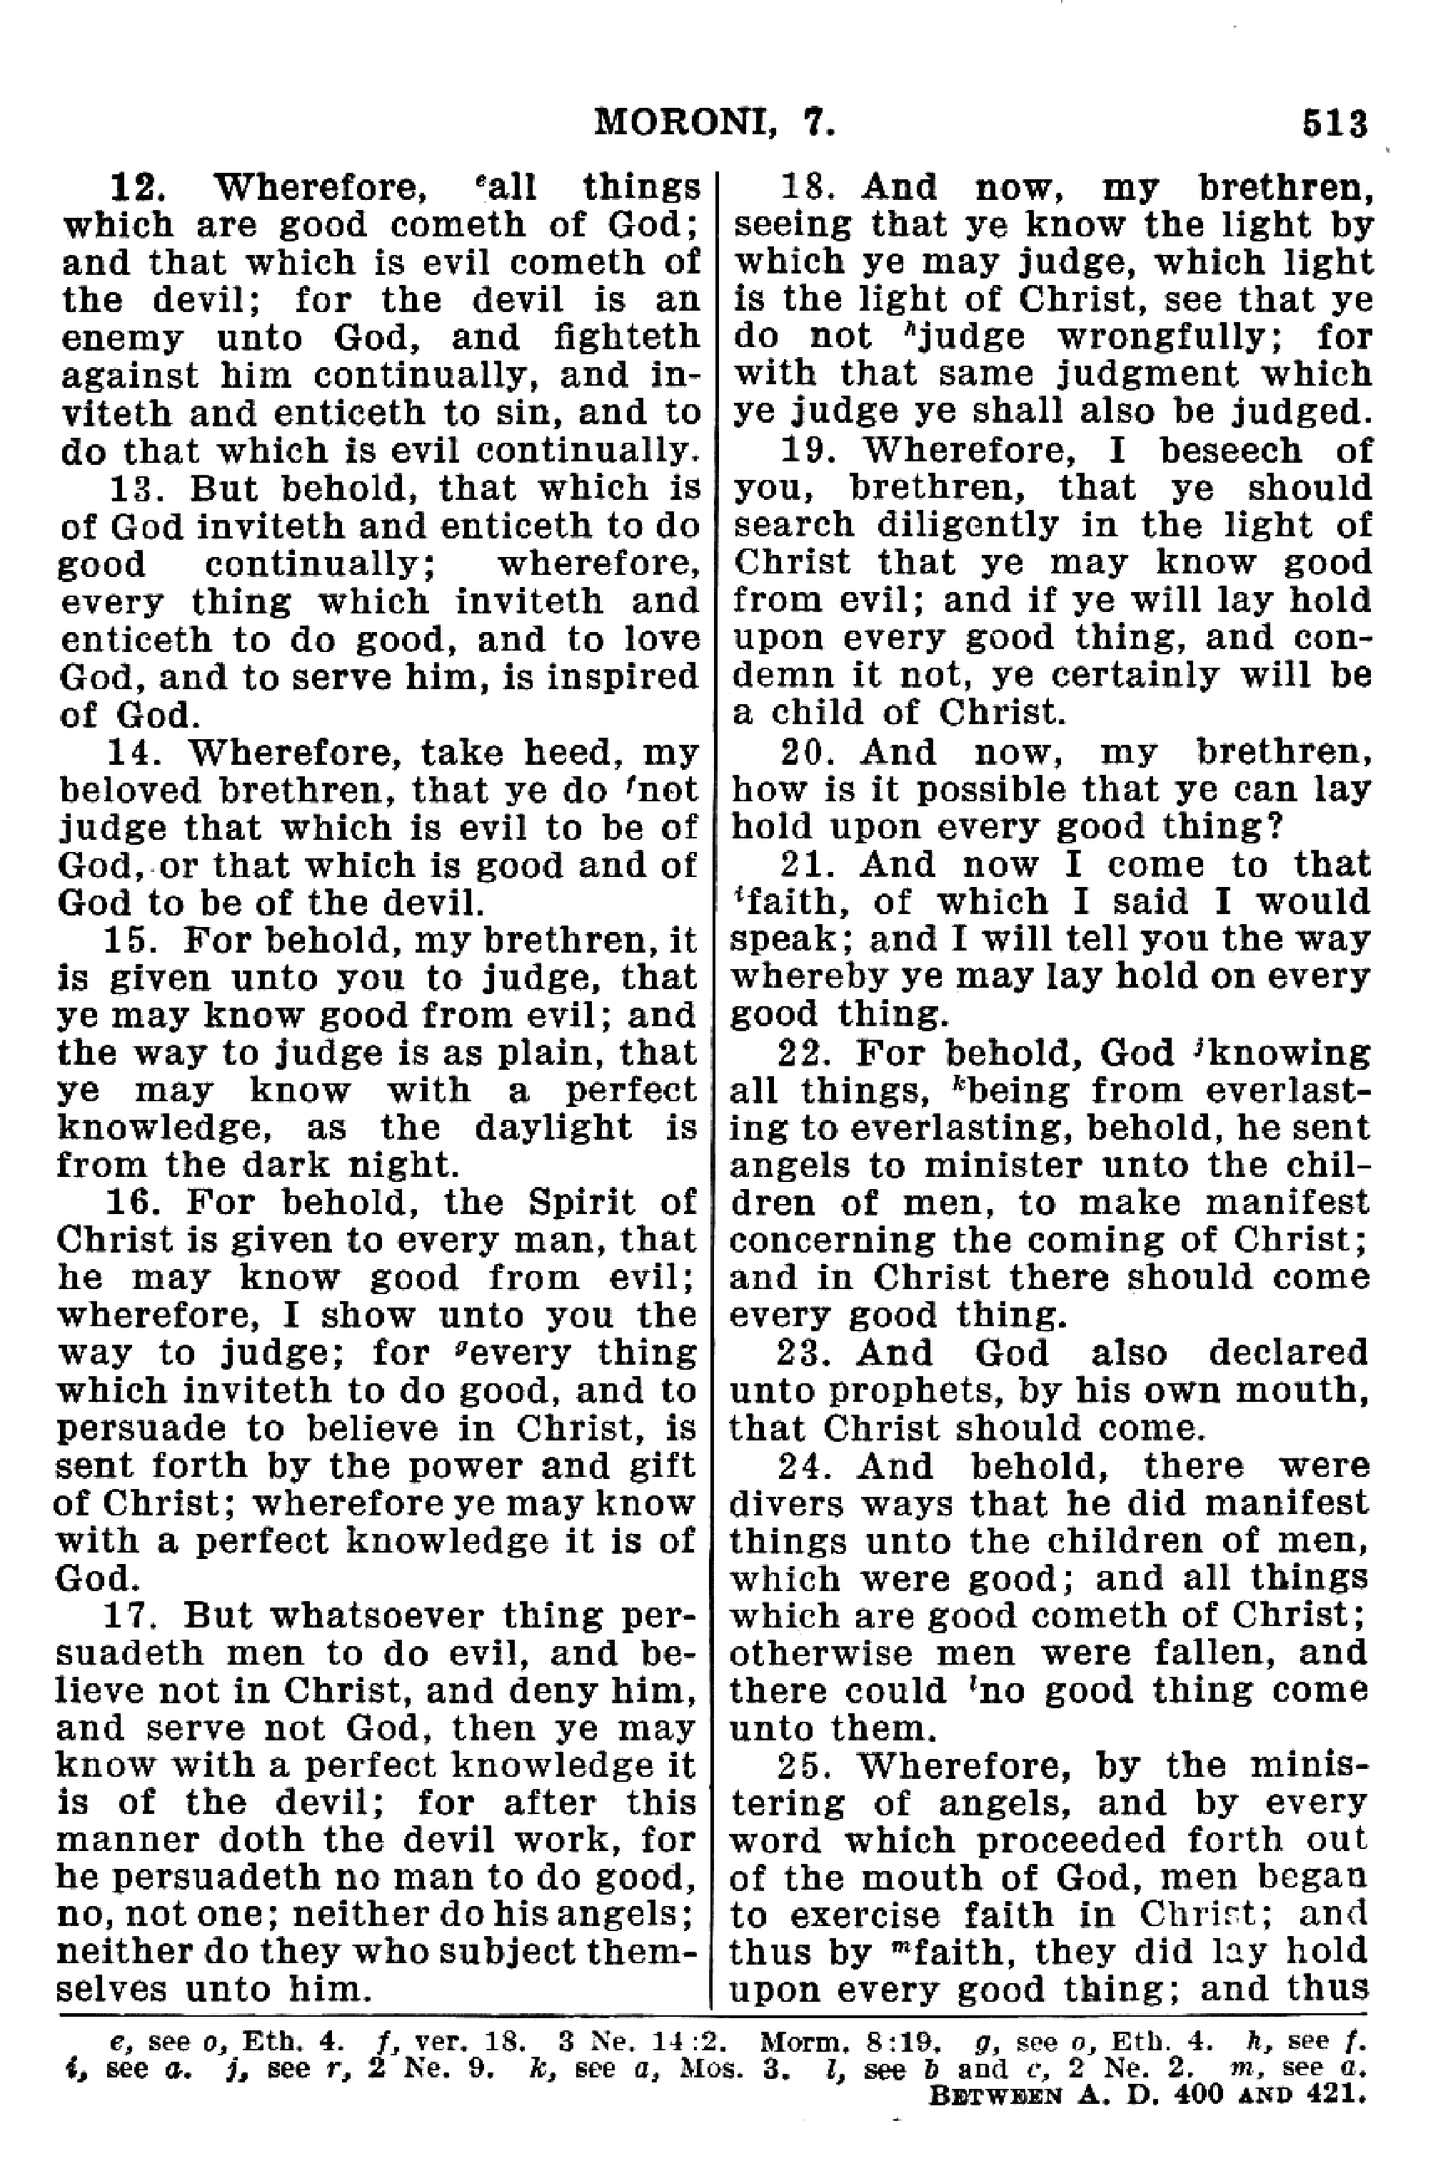 MORONI, 7.
513
12. Wherefore, ᵉall things
which are good cometh of God;
and that which is evil cometh of
the devil; for the devil is an
enemy unto God, and fighteth
against him continually, and in-
viteth and enticeth to sin, and to
do that which is evil continually.
13. But behold, that which is
of God inviteth and enticeth to do
good continually; wherefore,
every thing which inviteth and
enticeth to do good, and to love
God, and to serve him, is inspired
of God.
14. Wherefore, take heed, my
beloved brethren, that ye do ᶠnot
judge that which is evil to be of
God, or that which is good and of
God to be of the devil.
15. For behold, my brethren, it
is given unto you to judge, that
ye may know good from evil; and
the way to judge is as plain, that
ye may know with a perfect
knowledge, as the daylight is
from the dark night.
16. For behold, the Spirit of
Christ is given to every man, that
he may know good from evil;
wherefore, I show unto you the
way to judge; for ᵍevery thing
which inviteth to do good, and to
persuade to believe in Christ, is
sent forth by the power and gift
of Christ; wherefore ye may know
with a perfect knowledge it is of
God.
17. But whatsoever thing per-
suadeth men to do evil, and be-
lieve not in Christ, and deny him,
and serve not God, then ye may
know with a perfect knowledge it
is of the devil; for after this
manner doth the devil work, for
he persuadeth no man to do good,
no, not one; neither do his angels;
neither do they who subject them-
selves unto him.
18. And now, my brethren,
seeing that ye know the light by
which ye may judge, which light
is the light of Christ, see that ye
do not ʰjudge wrongfully; for
with that same judgment which
ye judge ye shall also be judged.
19. Wherefore, I beseech of
you, brethren, that ye should
search diligently in the light of
Christ that ye may know good
from evil; and if ye will lay hold
upon every good thing, and con-
demn it not, ye certainly will be
a child of Christ.
20. And now, my brethren,
how is it possible that ye can lay
hold upon every good thing?
21. And now I come to that
ⁱfaith, of which I said I would
speak; and I will tell you the way
whereby ye may lay hold on every
good thing.
22. For behold, God ʲknowing
all things, ᵏbeing from everlast-
ing to everlasting, behold, he sent
angels to minister unto the chil-
dren of men, to make manifest
concerning the coming of Christ;
and in Christ there should come
every good thing.
23. And God also declared
unto prophets, by his own mouth,
that Christ should come.
24. And behold, there were
divers ways that he did manifest
things unto the children of men,
which were good; and all things
which are good cometh of Christ;
otherwise men were fallen, and
there could ˡno good thing come
unto them.
25. Wherefore, by the minis-
tering of angels, and by every
word which proceeded forth out
of the mouth of God, men began
to exercise faith in Christ; and
thus by ᵐfaith, they did lay hold
upon every good thing; and thus
e, see o, Eth. 4. f, ver. 18. 3 Ne. 14:2. Morm. 8:19. g, see o, Eth. 4. h, see f.
i, see a. j, see r, 2 Ne. 9. k, see a, Mos. 3. l, see b and c, 2 Ne. 2. m, see a.
BETWEEN A. D. 400 AND 421.